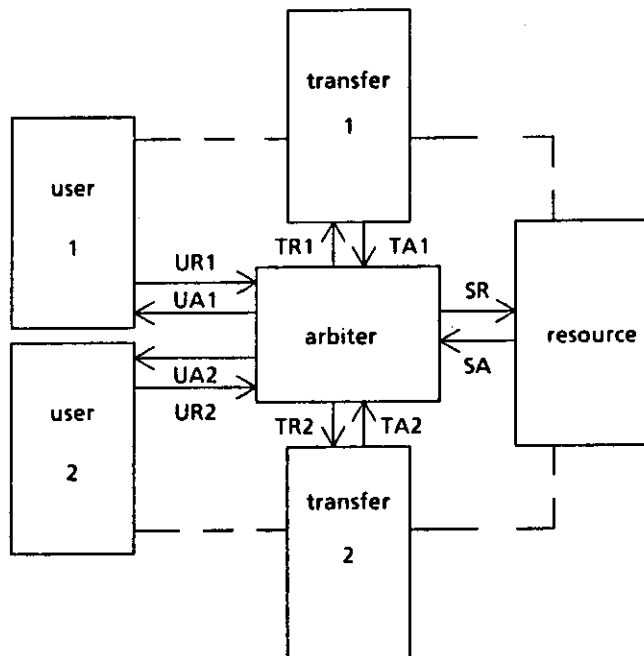 transfer
1
user
1
TR1
TA1
UR1
UA1
SR
arbiter
resource
SA
UA2
user
UR2
TR2
TA2
2
transfer
2